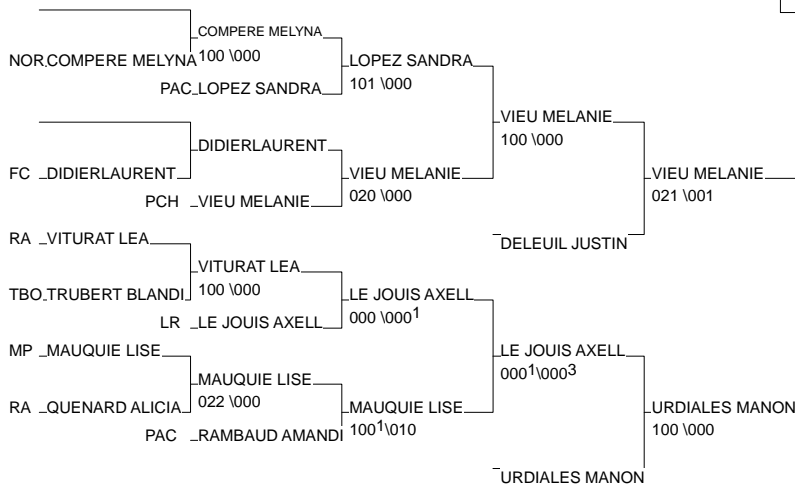 COMPERE MELYNA
NOR COMPERE MELYNA 100 \000 LOPEZ SANDRA
PAC LOPEZ SANDRA 101 \000
VIEU MELANIE
100 \000
DIDIERLAURENT
FC DIDIERLAURENT VIEU MELANIE VIEU MELANIE
PCH VIEU MELANIE 020 \000 021 \001
RA VITURAT LEA DELEUIL JUSTIN
VITURAT LEA
TBO TRUBERT BLANDI 100 \000 LE JOUIS AXELL
LR LE JOUIS AXELL 000 \000¹
MP MAUQUIE LISE LE JOUIS AXELL
000¹\000³
MAUQUIE LISE
RA QUENARD ALICIA 022 \000 MAUQUIE LISE URDIALES MANON
PAC RAMBAUD AMANDI 100¹\010 100 \000
URDIALES MANON